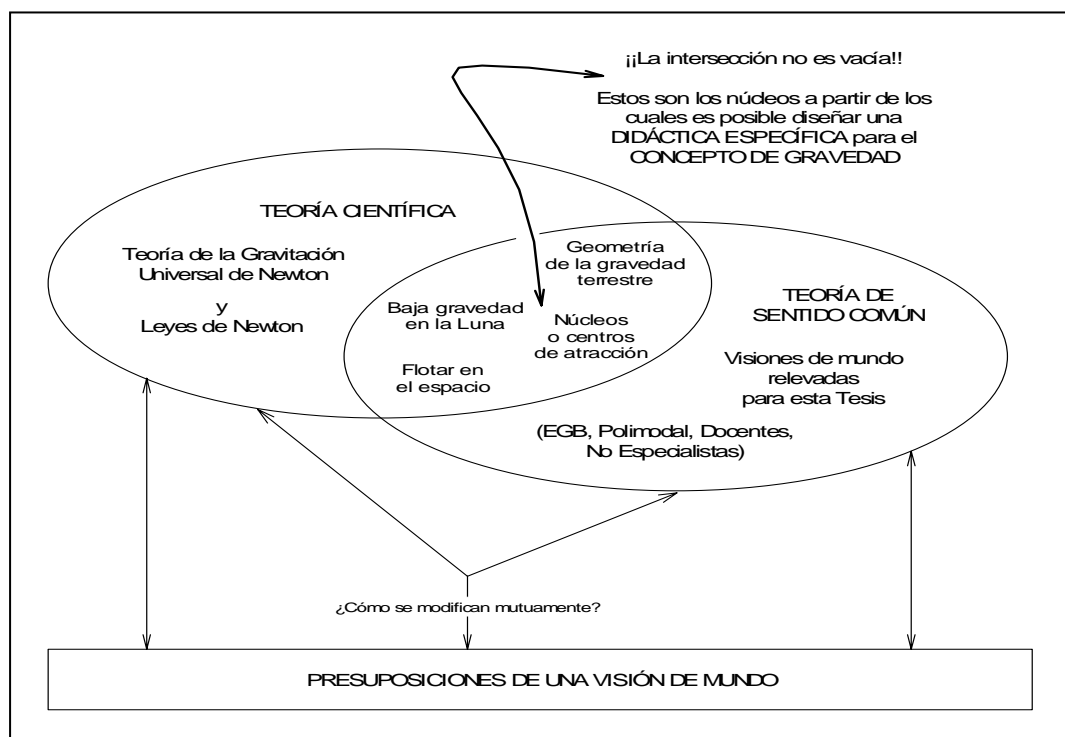 ¡¡La intersección no es vacía!!
Estos son los núcleos a partir de los
cuales es posible diseñar una
DIDÁCTICA ESPECÍFICA para el
CONCEPTO DE GRAVEDAD
TEORÍA CIENTÍFICA
Teoría de la Gravitación
Universal de Newton
y
Leyes de Newton
Geometría
de la gravedad
terrestre
Baja gravedad
en la Luna
Núcleos
o centros
de atracción
Flotar en
el espacio
TEORÍA DE
SENTIDO COMÚN
Visiones de mundo
relevadas
para esta Tesis
(EGB, Polimodal, Docentes,
No Especialistas)
¿Cómo se modifican mutuamente?
PRESUPOSICIONES DE UNA VISIÓN DE MUNDO